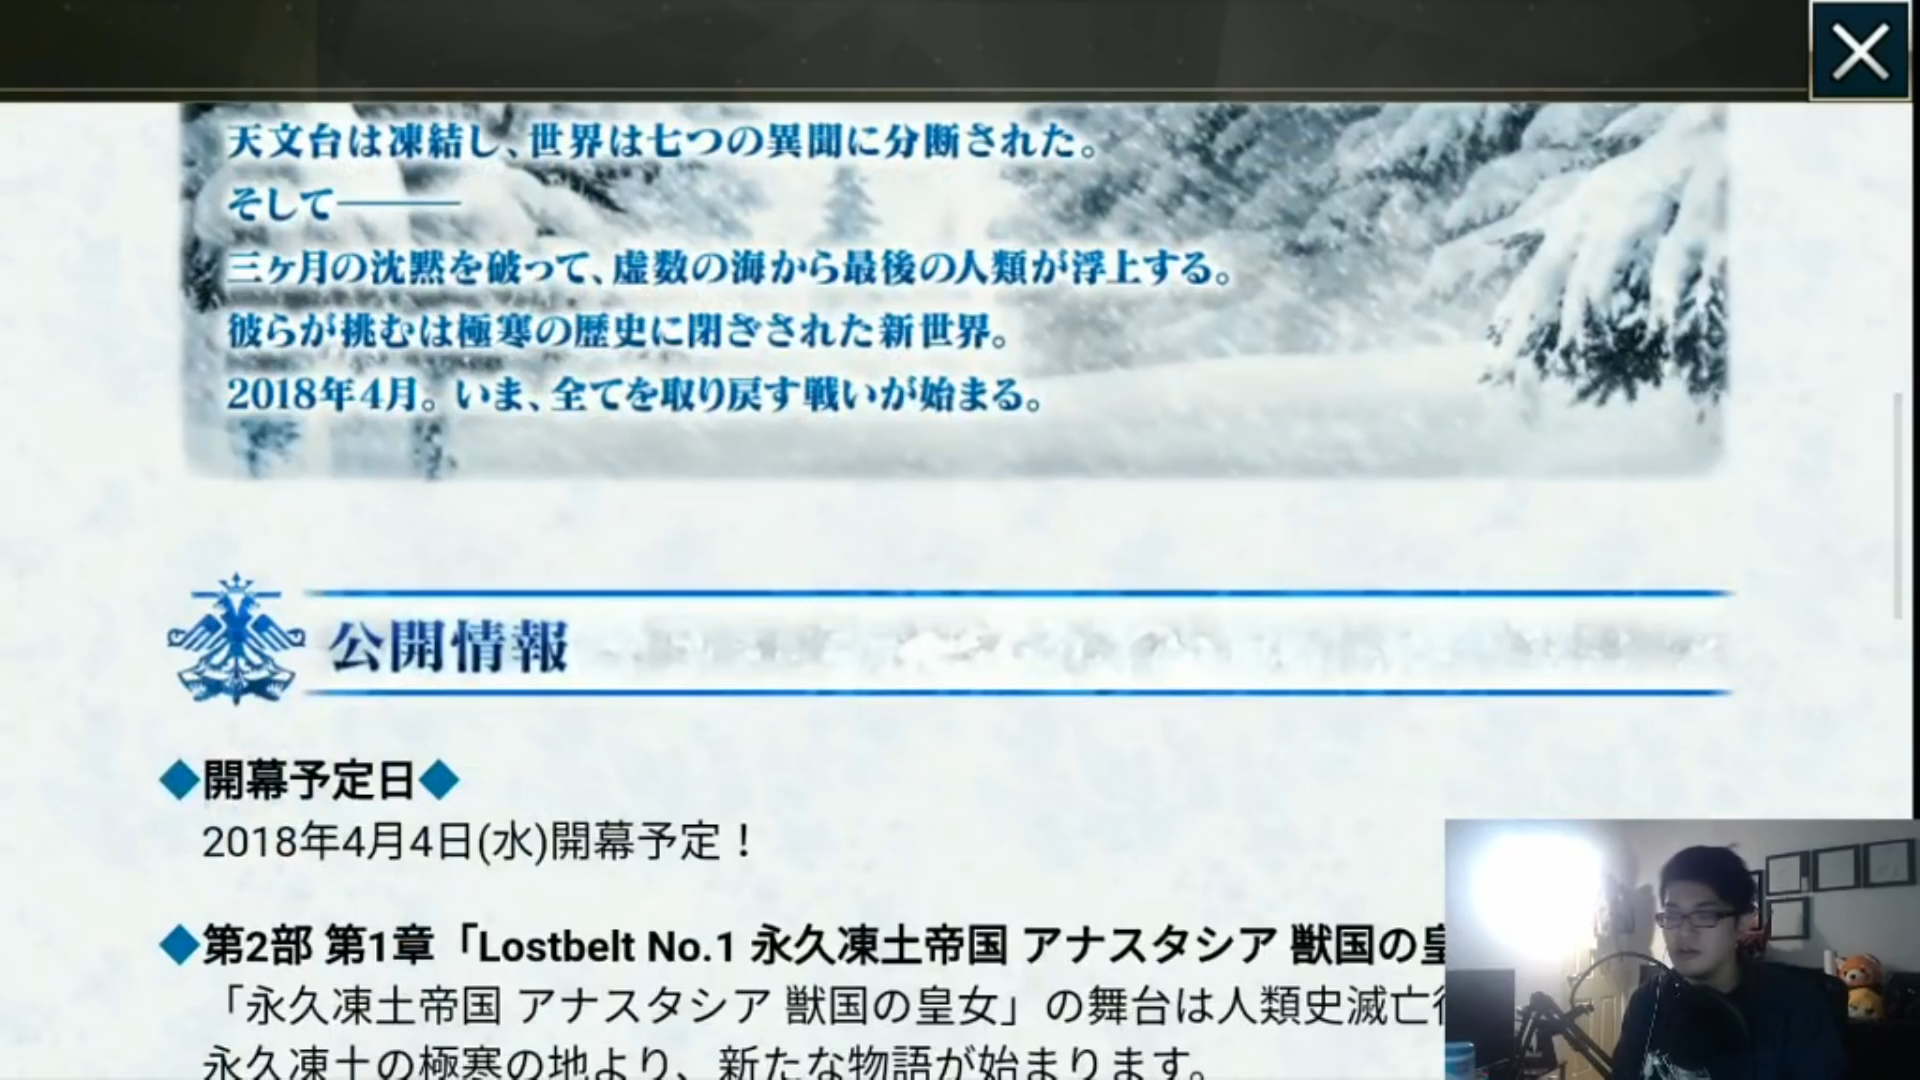 天文台は凍結し、世界は七つの異聞に分断された。
そして――
三ヶ月の沈黙を破って、虚数の海から最後の人類が浮上する。
彼らが挑むは極寒の歴史に閉ざされた新世界。
2018年4月。いま、全てを取り戻す戦いが始まる。
公開情報
◆開幕予定日◆
2018年4月4日(水)開幕予定！
◆第2部 第1章「Lostbelt No.1 永久凍土帝国 アナスタシア 獣国の皇
「永久凍土帝国 アナスタシア 獣国の皇女」の舞台は人類史滅亡
永久凍土の極寒の地より、新たな物語が始まります。